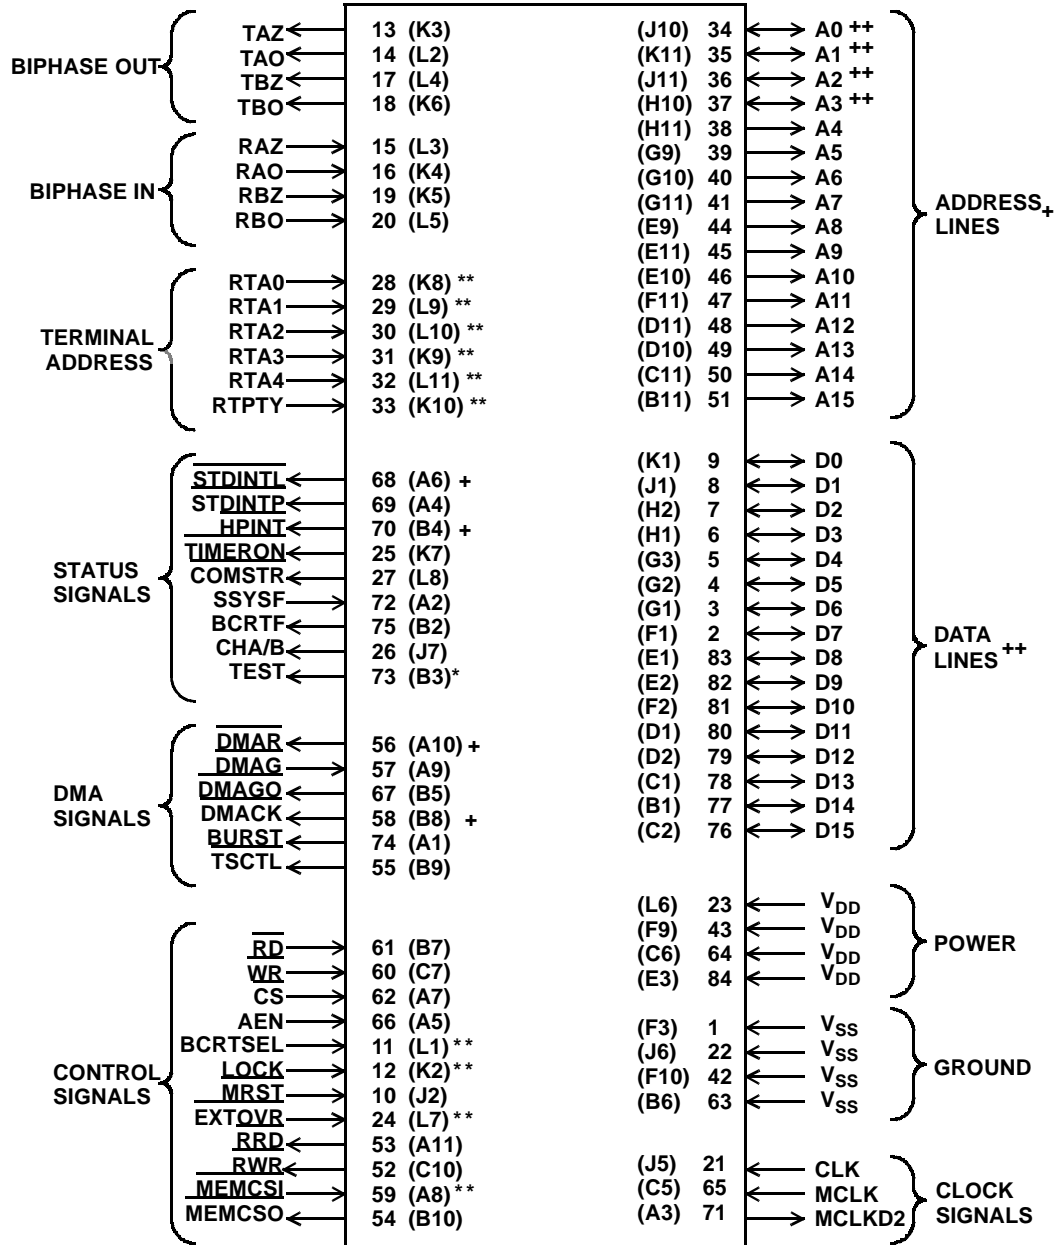 BIPHASE OUT
TAZ 13 (K3)
TAO 14 (L2)
TBZ 17 (L4)
TBO 18 (K6)
BIPHASE IN
RAZ 15 (L3)
RAO 16 (K4)
RBZ 19 (K5)
RBO 20 (L5)
TERMINAL
ADDRESS
RTA0 28 (K8) **
RTA1 29 (L9) **
RTA2 30 (L10) **
RTA3 31 (K9) **
RTA4 32 (L11) **
RTPTY 33 (K10) **
STATUS
SIGNALS
STDINTL 68 (A6) +
STDINTP 69 (A4)
HPINT 70 (B4) +
TIMERON 25 (K7)
COMSTR 27 (L8)
SSYSF 72 (A2)
BCRTF 75 (B2)
CHA/B 26 (J7)
TEST 73 (B3)*
DMA
SIGNALS
DMAR 56 (A10) +
DMAG 57 (A9)
DMAGO 67 (B5)
DMACK 58 (B8) +
BURST 74 (A1)
TSCTL 55 (B9)
CONTROL
SIGNALS
RD 61 (B7)
WR 60 (C7)
CS 62 (A7)
AEN 66 (A5)
BCRTSEL 11 (L1) **
LOCK 12 (K2) **
MRST 10 (J2)
EXTOVR 24 (L7) **
RRD 53 (A11)
RWR 52 (C10)
MEMCSI 59 (A8) **
MEMCSO 54 (B10)
(J10) 34 A0 ++
(K11) 35 A1 ++
(J11) 36 A2 ++
(H10) 37 A3 ++
(H11) 38 A4
(G9) 39 A5
(G10) 40 A6
(G11) 41 A7
(E9) 44 A8
(E11) 45 A9
(E10) 46 A10
(F11) 47 A11
(D11) 48 A12
(D10) 49 A13
(C11) 50 A14
(B11) 51 A15
ADDRESS +
LINES
(K1) 9 D0
(J1) 8 D1
(H2) 7 D2
(H1) 6 D3
(G3) 5 D4
(G2) 4 D5
(G1) 3 D6
(F1) 2 D7
(E1) 83 D8
(E2) 82 D9
(F2) 81 D10
(D1) 80 D11
(D2) 79 D12
(C1) 78 D13
(B1) 77 D14
(C2) 76 D15
DATA
LINES ++
(L6) 23 VDD
(F9) 43 VDD
(C6) 64 VDD
(E3) 84 VDD
POWER
(F3) 1 VSS
(J6) 22 VSS
(F10) 42 VSS
(B6) 63 VSS
GROUND
(J5) 21 CLK
(C5) 65 MCLK
(A3) 71 MCLKD2
CLOCK
SIGNALS